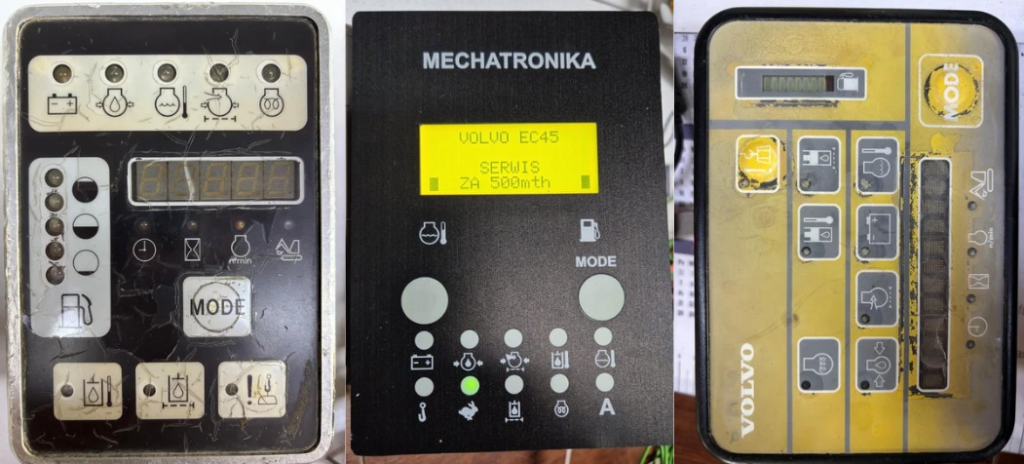 MODE
MECHATRONIKA
VOLVO EC45
SERWIS
ZA 500mth
MODE
A
MODE
VOLVO